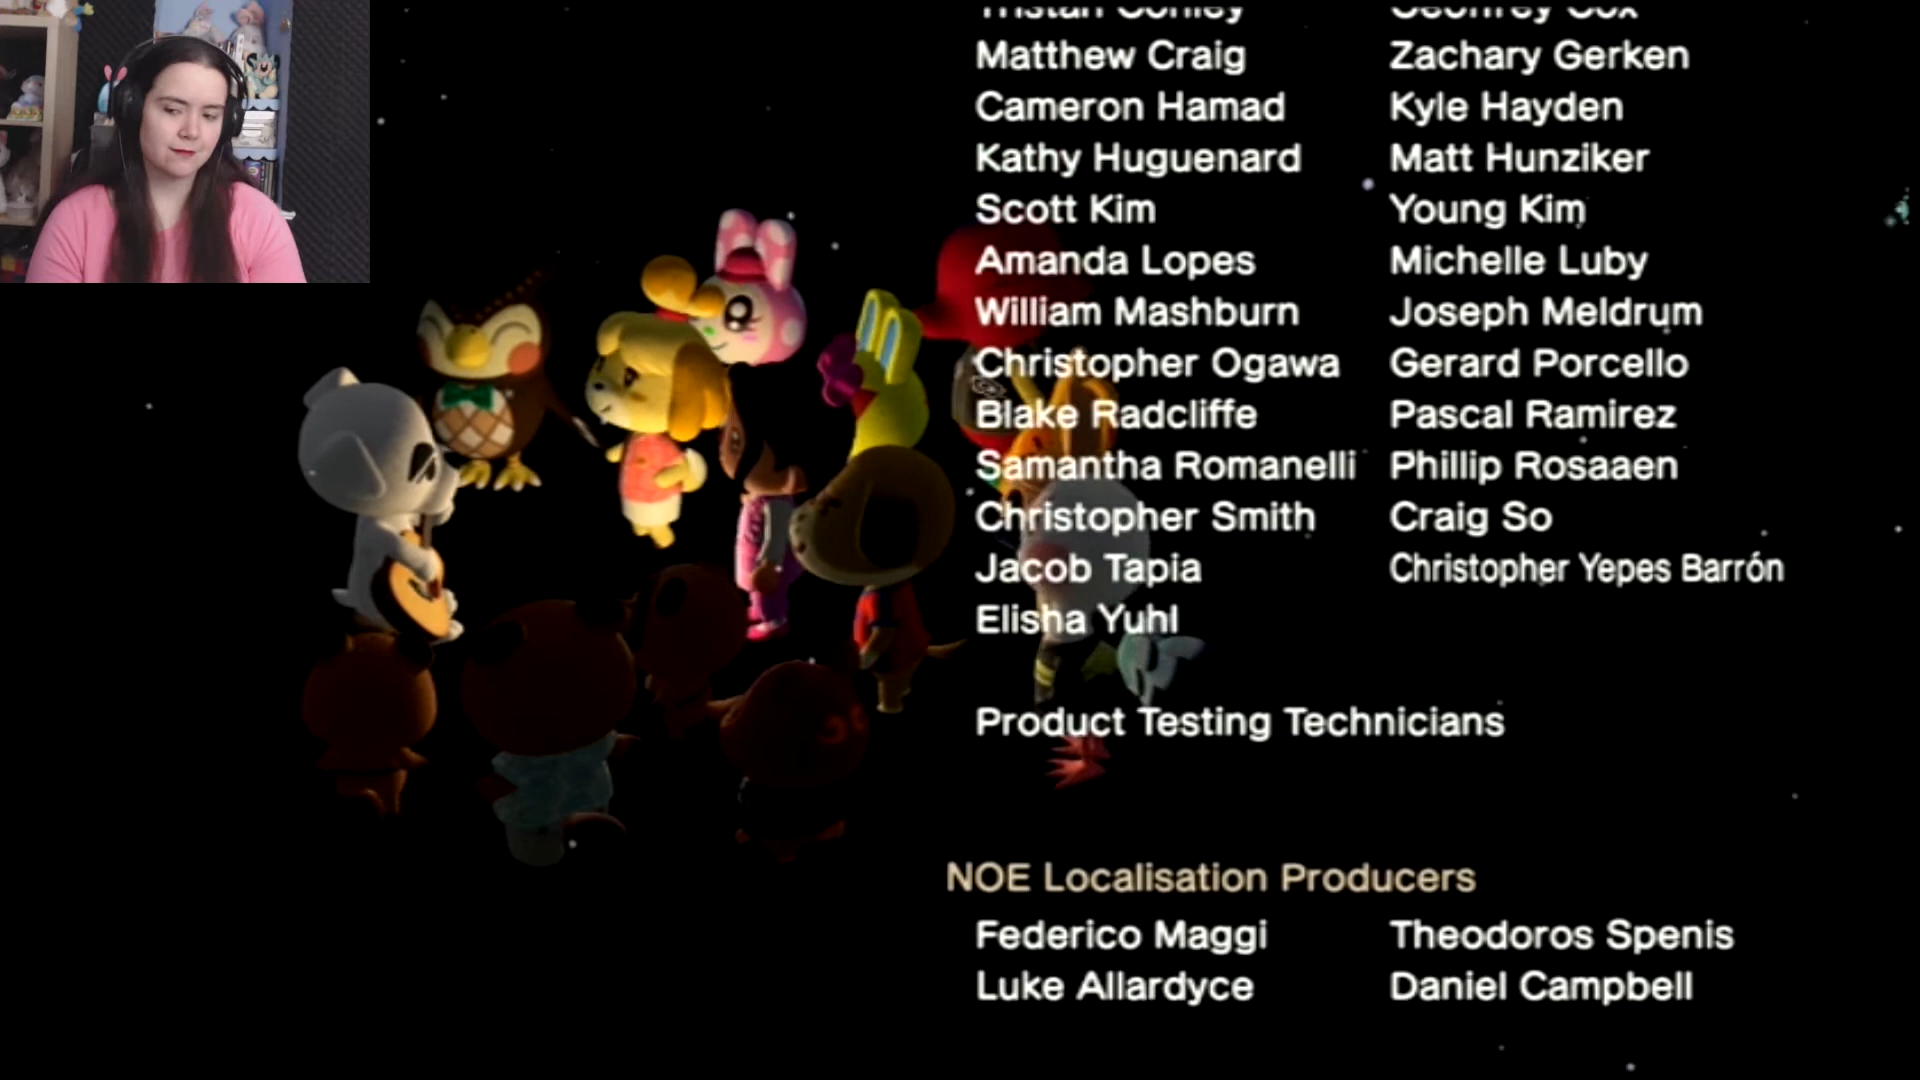 Matthew Craig Zachary Gerken
Cameron Hamad Kyle Hayden
Kathy Huguenard Matt Hunziker
Scott Kim Young Kim
Amanda Lopes Michelle Luby
William Mashburn Joseph Meldrum
Christopher Ogawa Gerard Porcello
Blake Radcliffe Pascal Ramirez
Samantha Romanelli Phillip Rosaaen
Christopher Smith Craig So
Jacob Tapia Christopher Yepes Barrón
Elisha Yuhl
Product Testing Technicians
NOE Localisation Producers
Federico Maggi Theodoros Spenis
Luke Allardyce Daniel Campbell